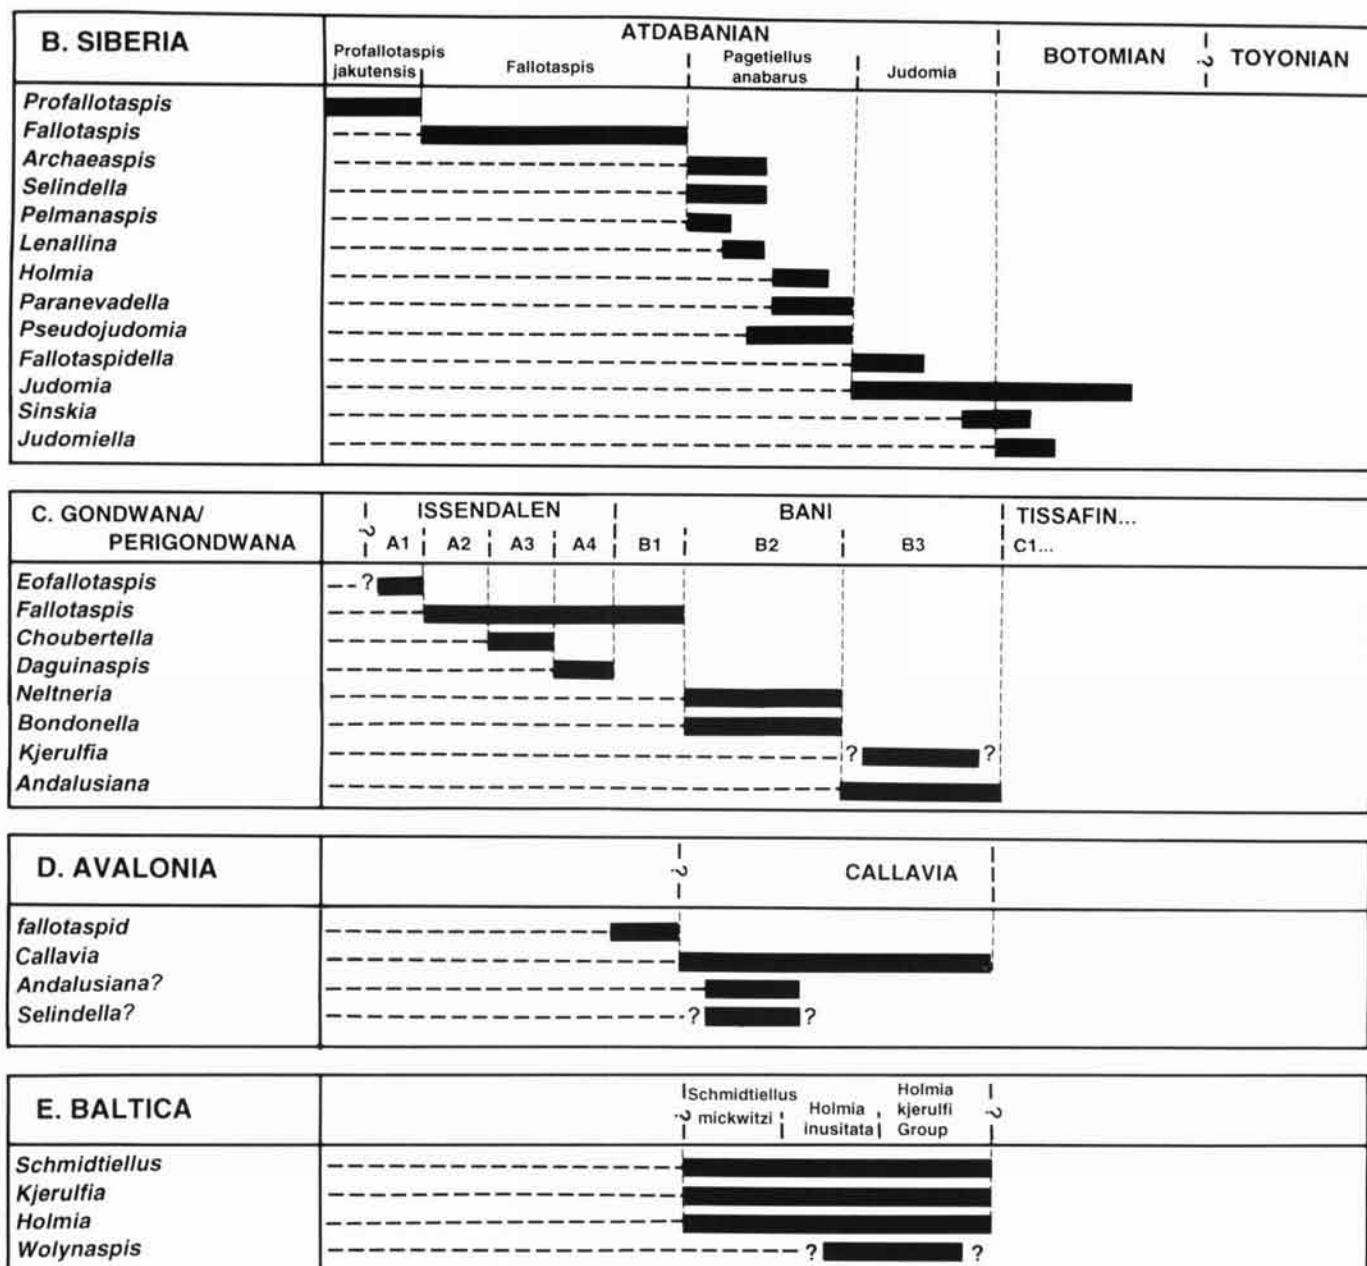 B. SIBERIA
ATDABANIAN
BOTOMIAN
?
TOYONIAN
Profallotaspis
jakutensis
Fallotaspis
Pagetiellus
anabarus
Judomia
Profallotaspis
Fallotaspis
Archaeaspis
Selindella
Pelmanaspis
Lenallina
Holmia
Paranevadella
Pseudojudomia
Fallotaspidella
Judomia
Sinskia
Judomiella
C. GONDWANA/
PERIGONDWANA
?
ISSENDALEN
BANI
TISSAFIN...
A1 A2 A3 A4 B1 B2 B3 C1...
Eofallotaspis ?
Fallotaspis
Choubertella
Daguinaspis
Neltneria
Bondonella
Kjerulfia ? ?
Andalusiana
D. AVALONIA
?
CALLAVIA
fallotaspid
Callavia
Andalusiana?
Selindella? ? ?
E. BALTICA
?
Schmidtiellus
mickwitzi
Holmia
inusitata
Holmia
kjerulfi
Group
?
Schmidtiellus
Kjerulfia
Holmia
Wolynaspis ? ?